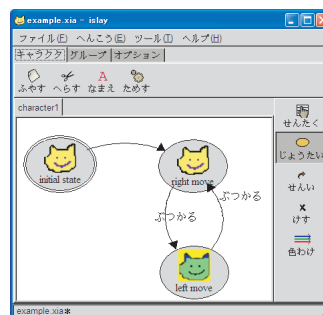 example.xia - islay
ファイル(F) へんこう(E) ツール(T) ヘルプ(H)
キャラクタ グループ オプション
ふやす へらす なまえ ためす
character1
せんたく
じょうたい
せんい
けす
色わけ
initial state
right move
ぶつかる
ぶつかる
left move
example.xia*